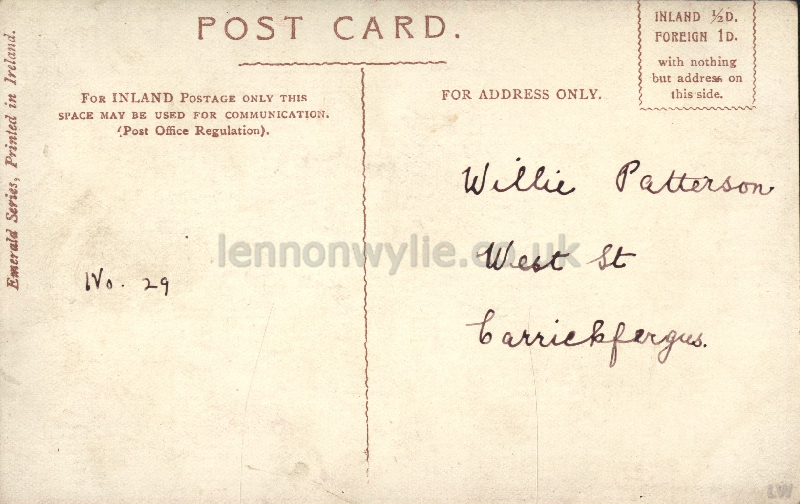 POST CARD.
INLAND ½D.
FOREIGN 1D.
with nothing
but address on
this side.
Emerald Series, Printed in Ireland.
FOR INLAND POSTAGE ONLY THIS
SPACE MAY BE USED FOR COMMUNICATION.
(Post Office Regulation).
FOR ADDRESS ONLY.
Willie Patterson
West St
Carrickfergus.
No. 29
lennonwylie.co.uk
LW